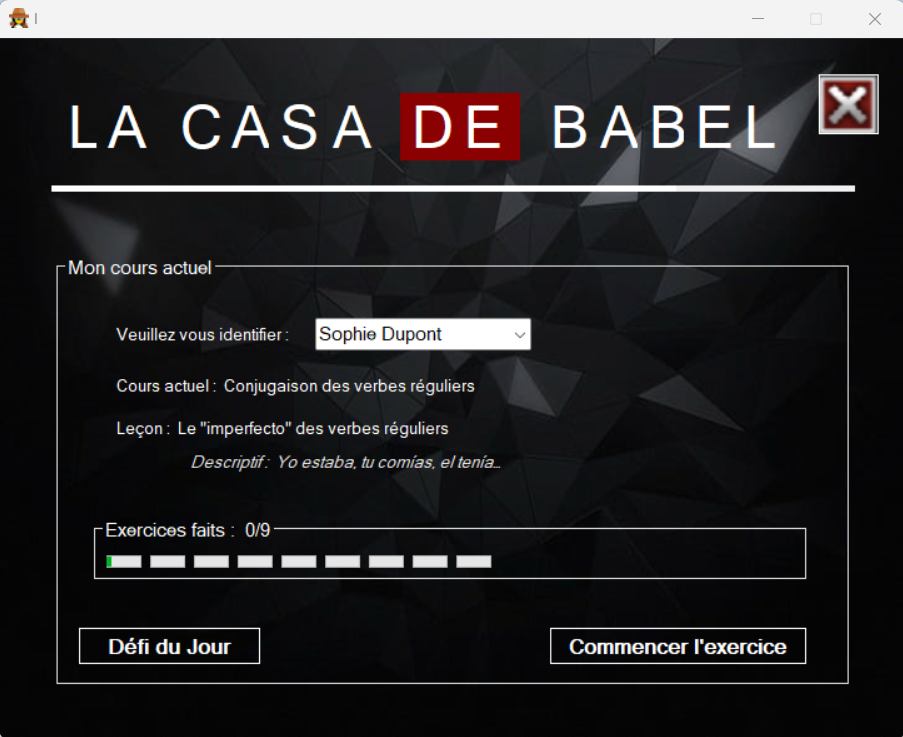 LA CASA DE BABEL
Mon cours actuel
Veuillez vous identifier :
Sophie Dupont
Cours actuel : Conjugaison des verbes réguliers
Leçon : Le "imperfecto" des verbes réguliers
Descriptif : Yo estaba, tu comías, el tenía...
Exercices faits : 0/9
Défi du Jour
Commencer l'exercice